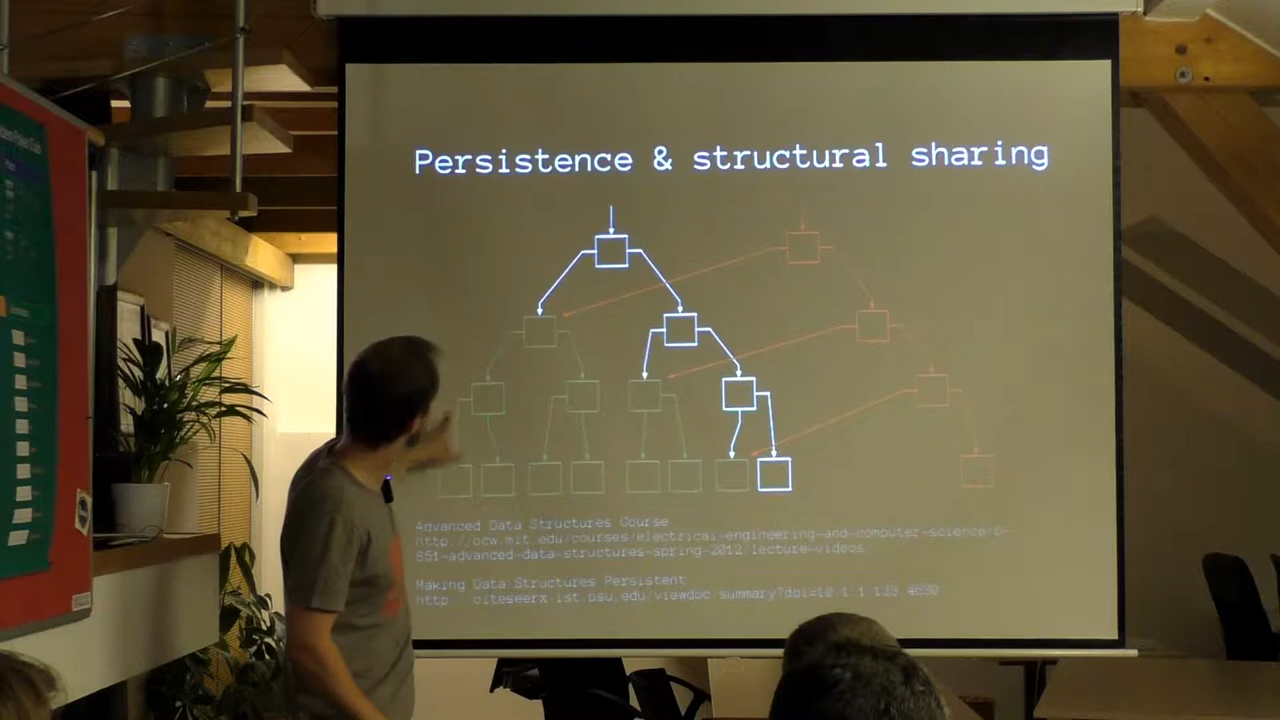 Persistence & structural sharing
Advanced Data Structures Course
http://ocw.mit.edu/courses/electrical-engineering-and-computer-science/6-
851-advanced-data-structures-spring-2012/lecture-videos
Making Data Structures Persistent
http citeseerx.ist.psu.edu/viewdoc/summary?doi=10.1.1.133.4630